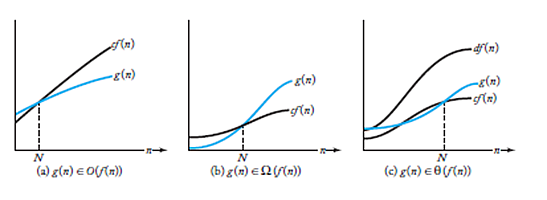 cf(n)
g(n)
N
n
(a) g(n) ∈ O(f(n))
g(n)
cf(n)
N
n
(b) g(n) ∈ Ω(f(n))
df(n)
g(n)
cf(n)
N
n
(c) g(n) ∈ θ(f(n))